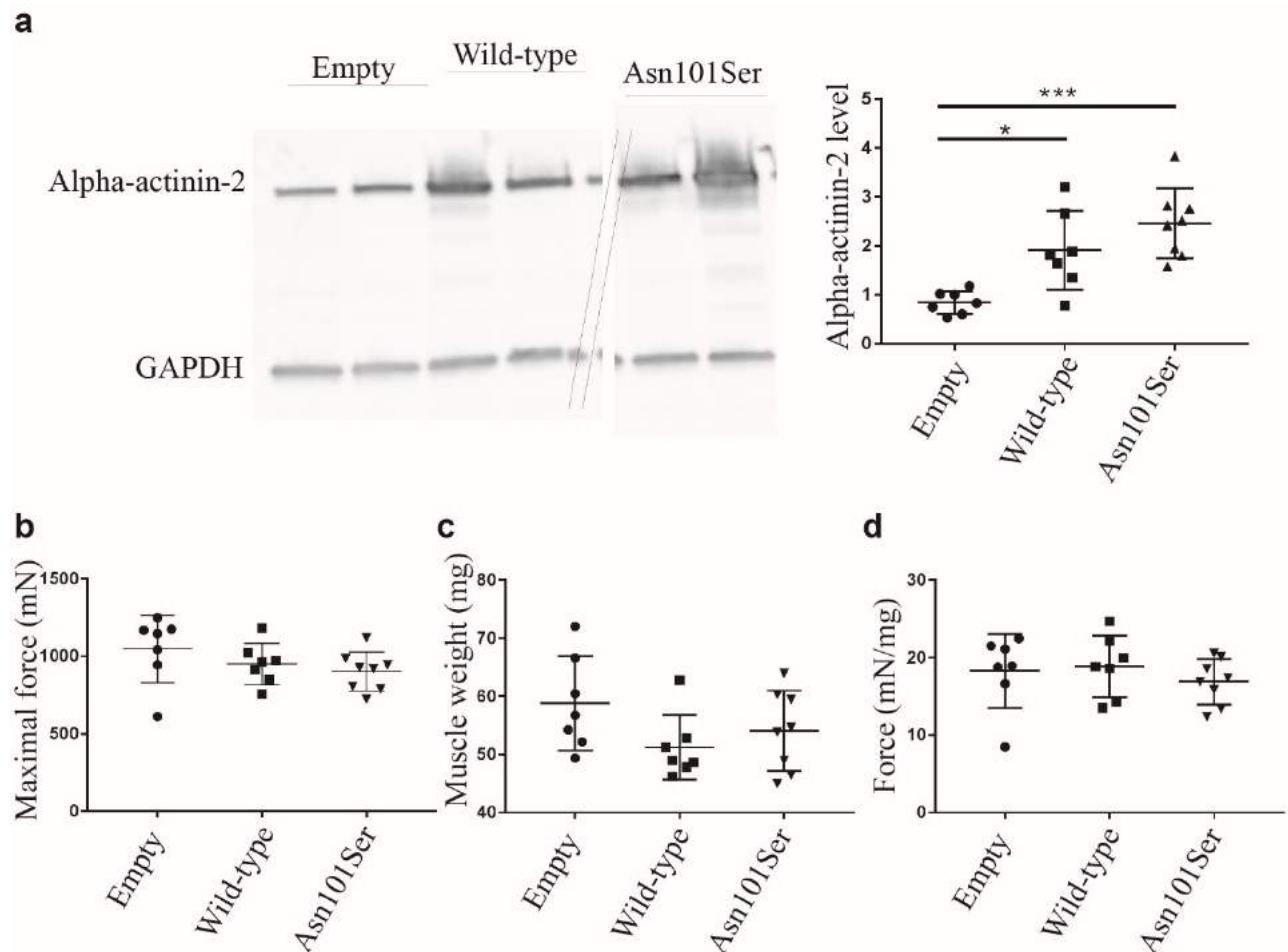 a
Empty
Wild-type
Asn101Ser
Alpha-actinin-2
GAPDH
Alpha-actinin-2 level
5
4
3
2
1
0
***
*
Empty
Wild-type
Asn101Ser
b
Maximal force (mN)
1500
1000
500
0
Empty
Wild-type
Asn101Ser
c
Muscle weight (mg)
80
70
60
50
40
Empty
Wild-type
Asn101Ser
d
Force (mN/mg)
30
20
10
0
Empty
Wild-type
Asn101Ser